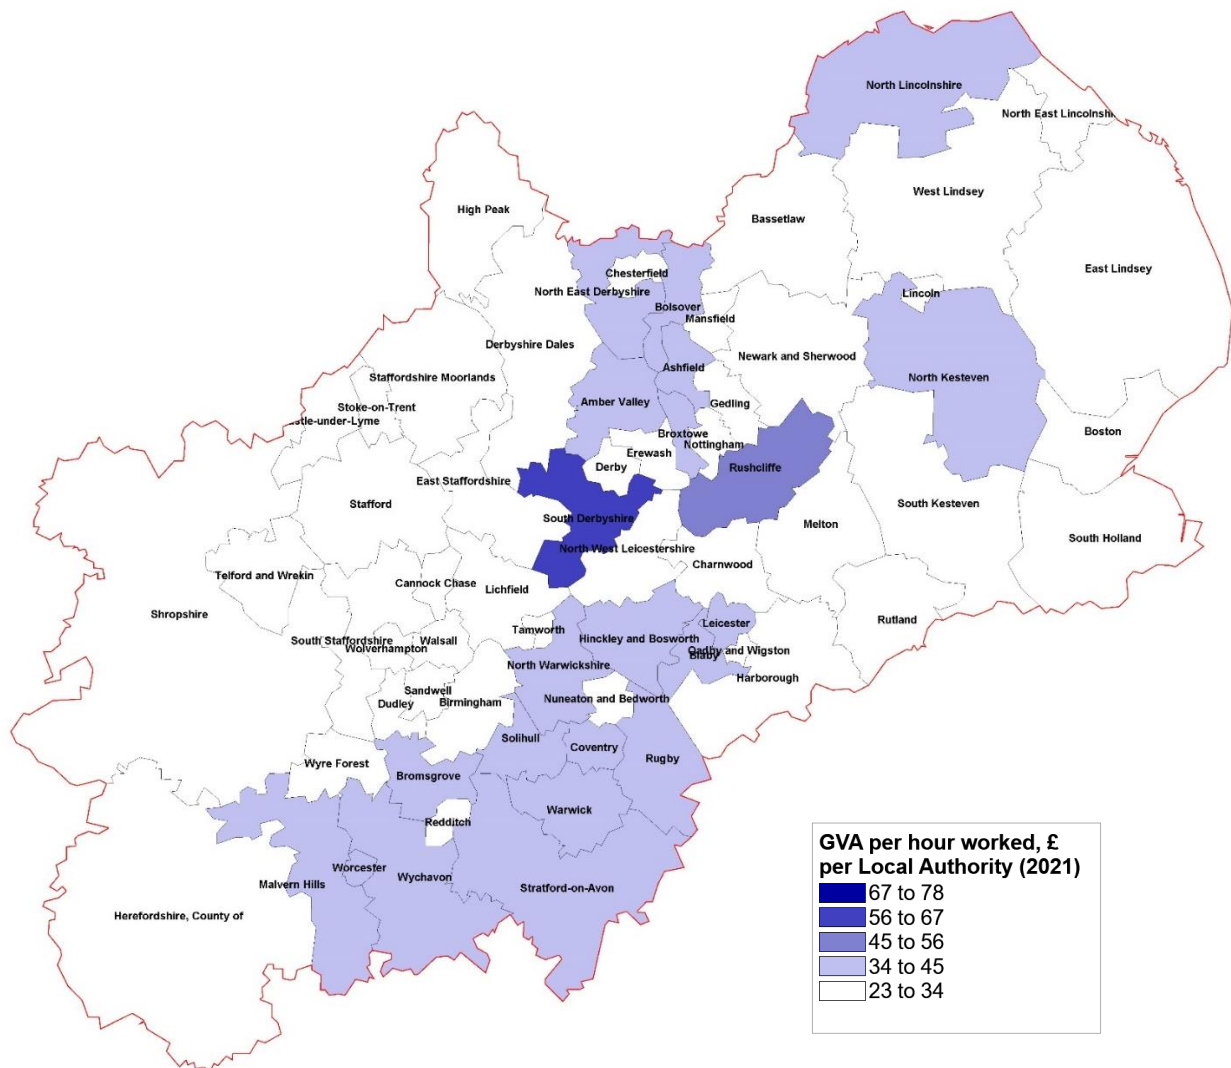 North Lincolnshire
North East Lincolnshi
West Lindsey
High Peak
Bassetlaw
East Lindsey
Chesterfield
North East Derbyshire
Lincoln
Bolsover
Mansfield
Derbyshire Dales
Newark and Sherwood
Ashfield
North Kesteven
Staffordshire Moorlands
Amber Valley
Gedling
Stoke-on-Trent
stle-under-Lyme
Broxtowe
Nottingham
Boston
Erewash
Derby
Rushcliffe
East Staffordshire
Stafford
South Kesteven
South Derbyshire
Melton
South Holland
North West Leicestershire
Charnwood
Telford and Wrekin
Cannock Chase
Lichfield
Shropshire
Rutland
Leicester
Tamworth
Hinckley and Bosworth
South Staffordshire
Walsall
Wolverhampton
Oadby and Wigston
Blaby
North Warwickshire
Harborough
Sandwell
Nuneaton and Bedworth
Dudley
Birmingham
Solihull
Coventry
Rugby
Wyre Forest
Bromsgrove
Warwick
Redditch
Worcester
Wychavon
Malvern Hills
Stratford-on-Avon
Herefordshire, County of
GVA per hour worked, £
per Local Authority (2021)
67 to 78
56 to 67
45 to 56
34 to 45
23 to 34